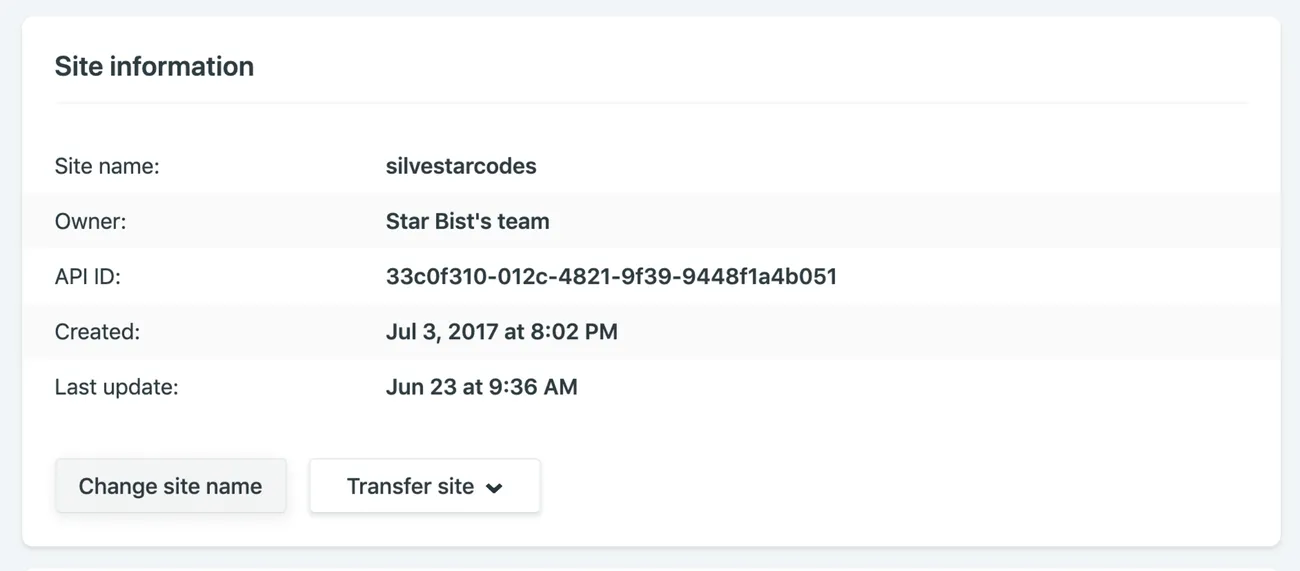 Site information
Site name: silvestarcodes
Owner: Star Bist's team
API ID: 33c0f310-012c-4821-9f39-9448f1a4b051
Created: Jul 3, 2017 at 8:02 PM
Last update: Jun 23 at 9:36 AM
Change site name Transfer site